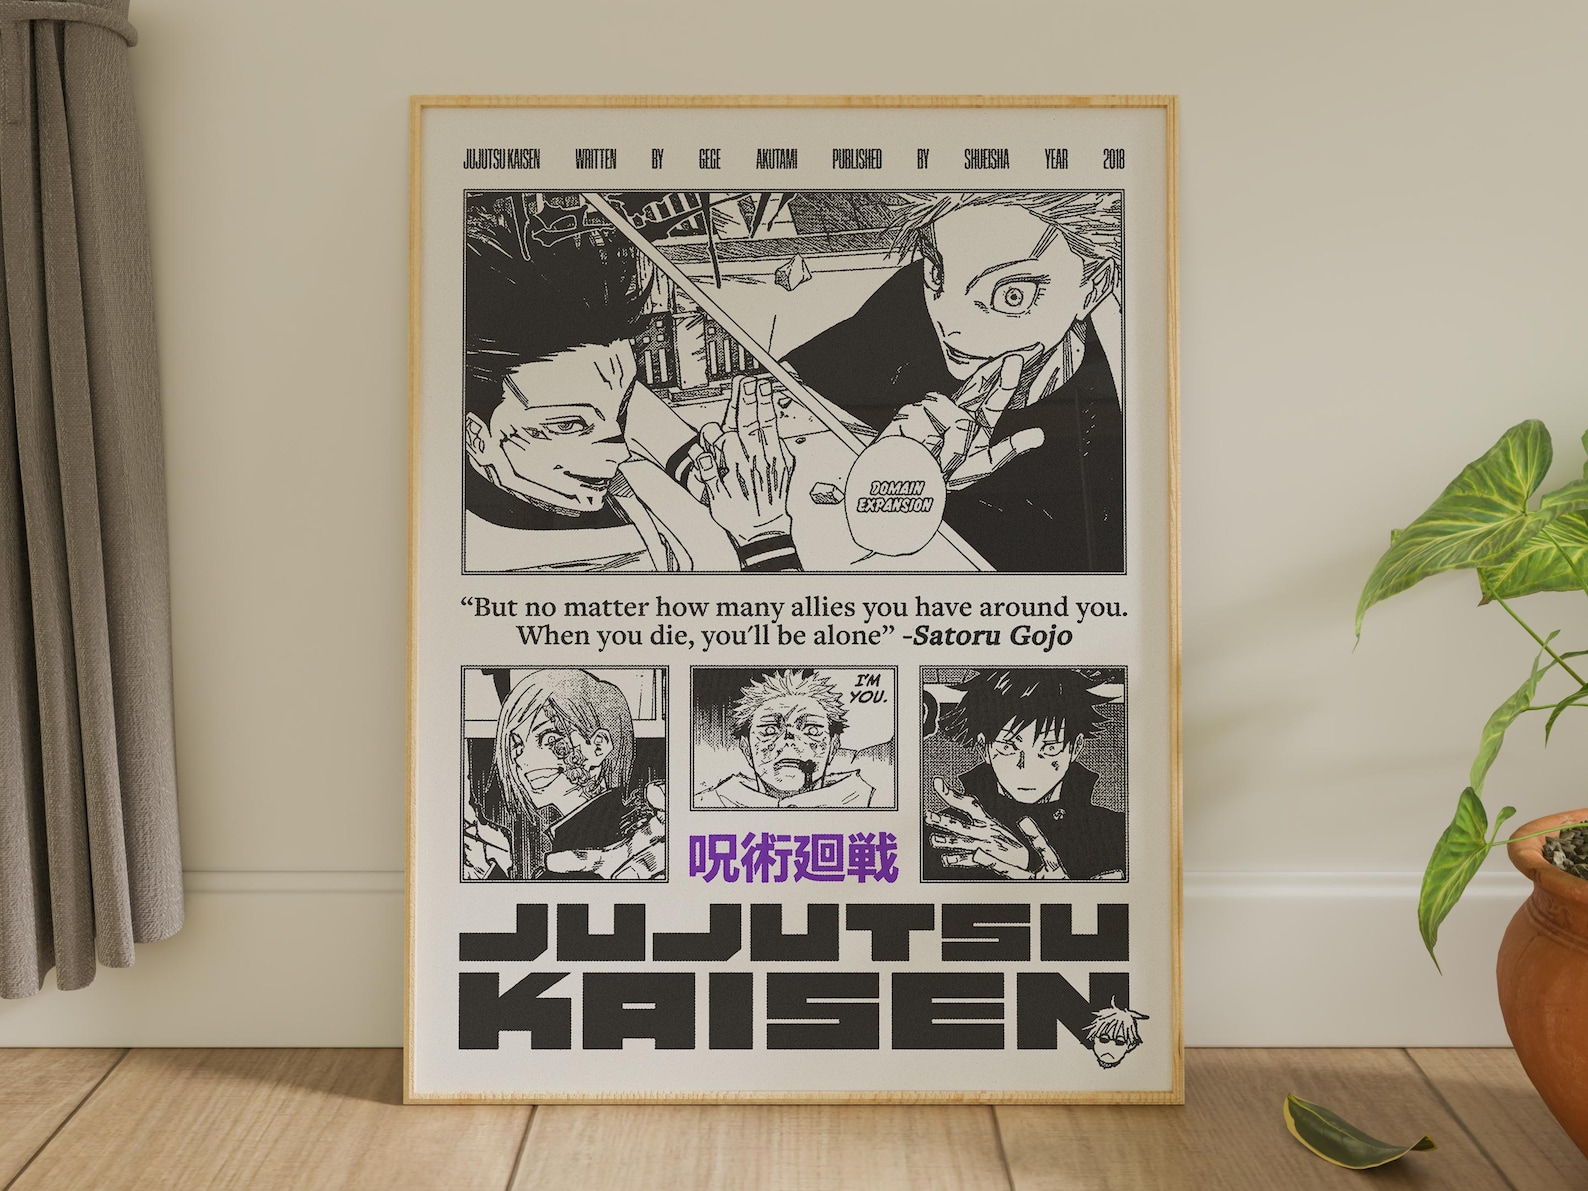 JUJUTSU KAISEN WRITTEN BY GEGE AKUTAMI PUBLISHED BY SHUEISHA YEAR 2018
DOMAIN
EXPANSION
“But no matter how many allies you have around you.
When you die, you´ll be alone” -Satoru Gojo
I'M
YOU.
呪術廻戦
JUJUTSU
KAISEN